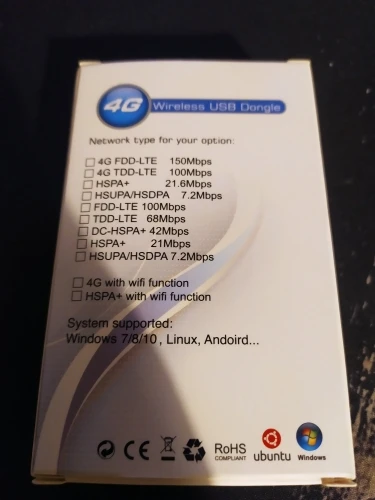 4G Wireless USB Dongle
Network type for your option:
4G FDD-LTE 150Mbps
4G TDD-LTE 100Mbps
HSPA+ 21.6Mbps
HSUPA/HSDPA 7.2Mbps
FDD-LTE 100Mbps
TDD-LTE 68Mbps
DC-HSPA+ 42Mbps
HSPA+ 21Mbps
HSUPA/HSDPA 7.2Mbps
4G with wifi function
HSPA+ with wifi function
System supported:
Windows 7/8/10 , Linux, Andoird...
CE RoHS
COMPLIANT
ubuntu Windows